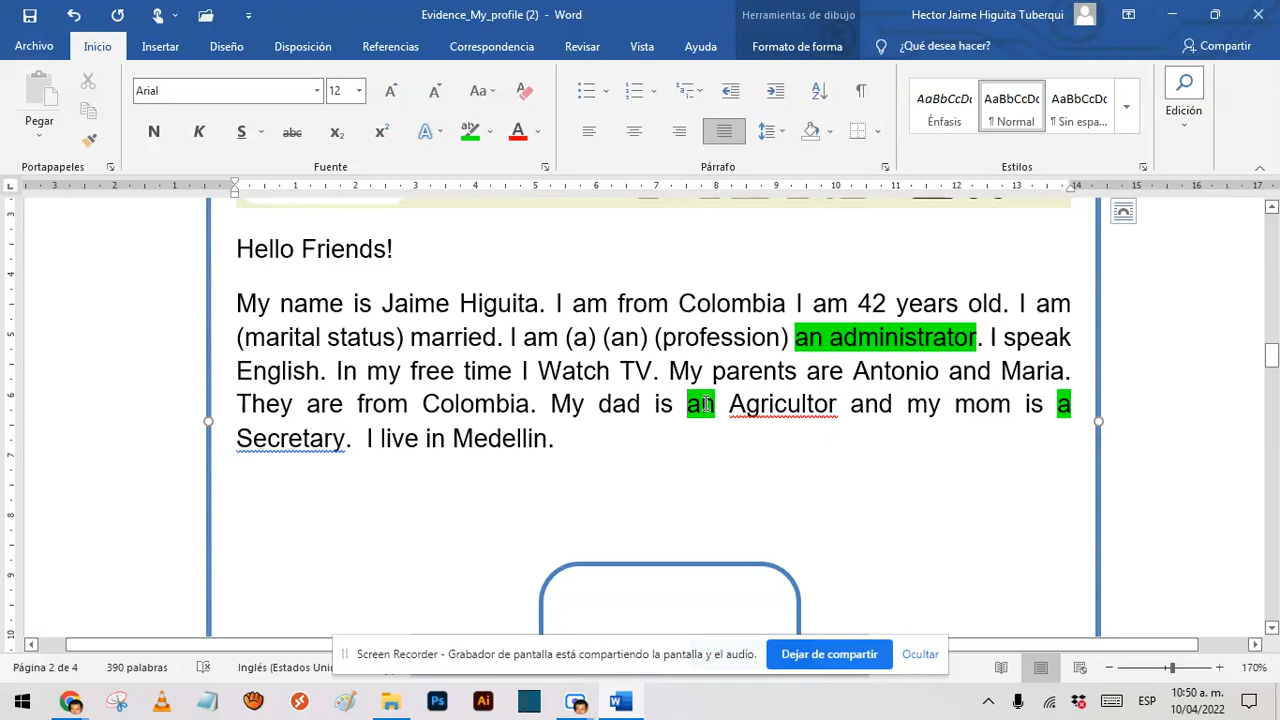 Evidence_My_profile (2) - Word
Herramientas de dibujo
Hector Jaime Higuita Tuberqui
Archivo Inicio Insertar Diseño Disposición Referencias Correspondencia Revisar Vista Ayuda Formato de forma ¿Qué desea hacer? Compartir
Arial 12
Pegar
Edición
AaBbCcDc AaBbCcDc AaBbCcDc
Énfasis ¶ Normal ¶ Sin espa...
Portapapeles Fuente Párrafo Estilos
Hello Friends!
My name is Jaime Higuita. I am from Colombia I am 42 years old. I am
(marital status) married. I am (a) (an) (profession) an administrator. I speak
English. In my free time I Watch TV. My parents are Antonio and Maria.
They are from Colombia. My dad is an Agricultor and my mom is a
Secretary. I live in Medellin.
Screen Recorder - Grabador de pantalla está compartiendo la pantalla y el audio. Dejar de compartir Ocultar
Página 2 de 4 390 palabras Inglés (Estados 170%
ESP 10:50 a. m.
10/04/2022